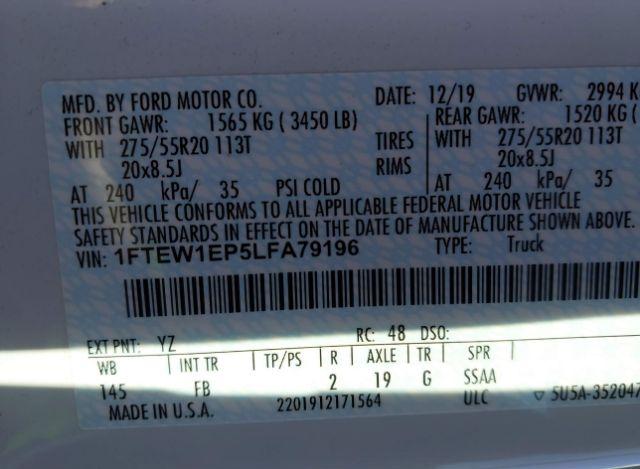 MFD. BY FORD MOTOR CO. DATE: 12/19 GVWR: 2994 K
FRONT GAWR: 1565 KG ( 3450 LB) REAR GAWR: 1520 KG (
WITH 275/55R20 113T TIRES WITH 275/55R20 113T
20x8.5J RIMS 20x8.5J
AT 240 kPa/ 35 PSI COLD AT 240 kPa/ 35
THIS VEHICLE CONFORMS TO ALL APPLICABLE FEDERAL MOTOR VEHICLE
SAFETY STANDARDS IN EFFECT ON THE DATE OF MANUFACTURE SHOWN ABOVE.
VIN: 1FTEW1EP5LFA79196 TYPE: Truck
EXT PNT: YZ RC: 48 DSO:
WB INT TR TP/PS R AXLE TR SPR
145 FB 2 19 G SSAA
MADE IN U.S.A. 2201912171564 ULC ▽ 5U5A-352047